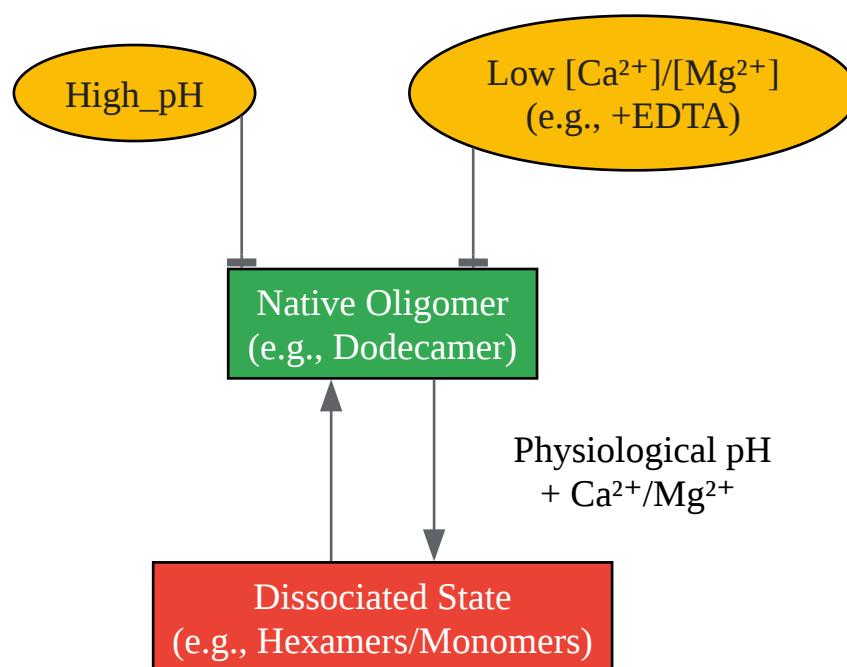 High_pH
Low [Ca²⁺]/[Mg²⁺]
(e.g., +EDTA)
Native Oligomer
(e.g., Dodecamer)
Physiological pH
+ Ca²⁺/Mg²⁺
Dissociated State
(e.g., Hexamers/Monomers)